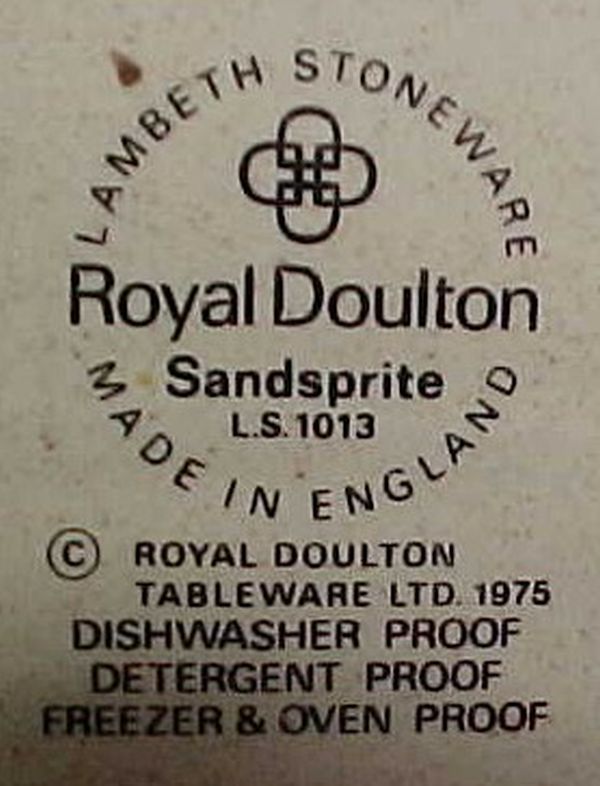 LAMBETH STONEWARE
Royal Doulton
Sandsprite
L.S. 1013
MADE IN ENGLAND
© ROYAL DOULTON
TABLEWARE LTD. 1975
DISHWASHER PROOF
DETERGENT PROOF
FREEZER & OVEN PROOF